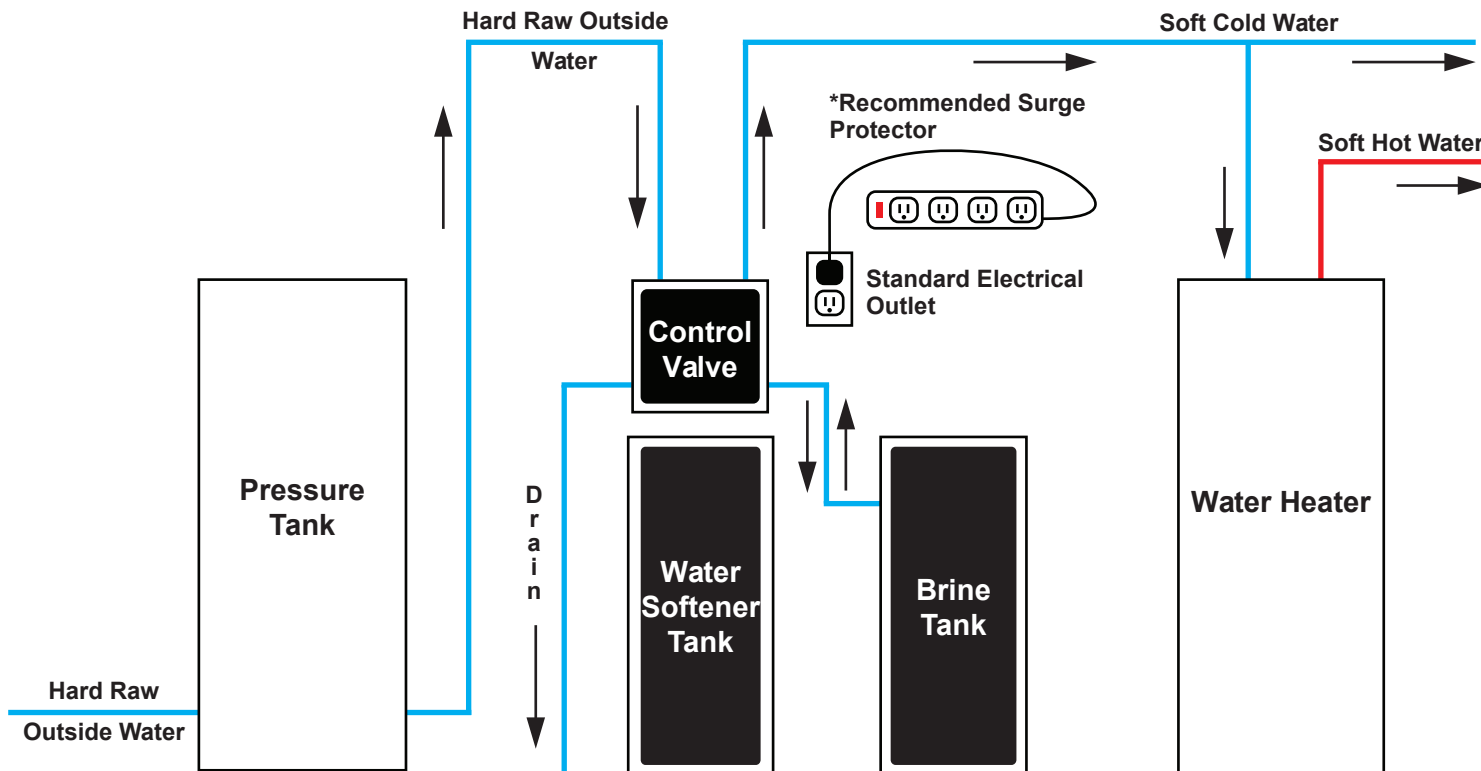 Hard Raw Outside
Water
Soft Cold Water
*Recommended Surge
Protector
Soft Hot Water
Standard Electrical
Outlet
Control
Valve
Pressure
Tank
Drain
Water
Softener
Tank
Brine
Tank
Water Heater
Hard Raw
Outside Water